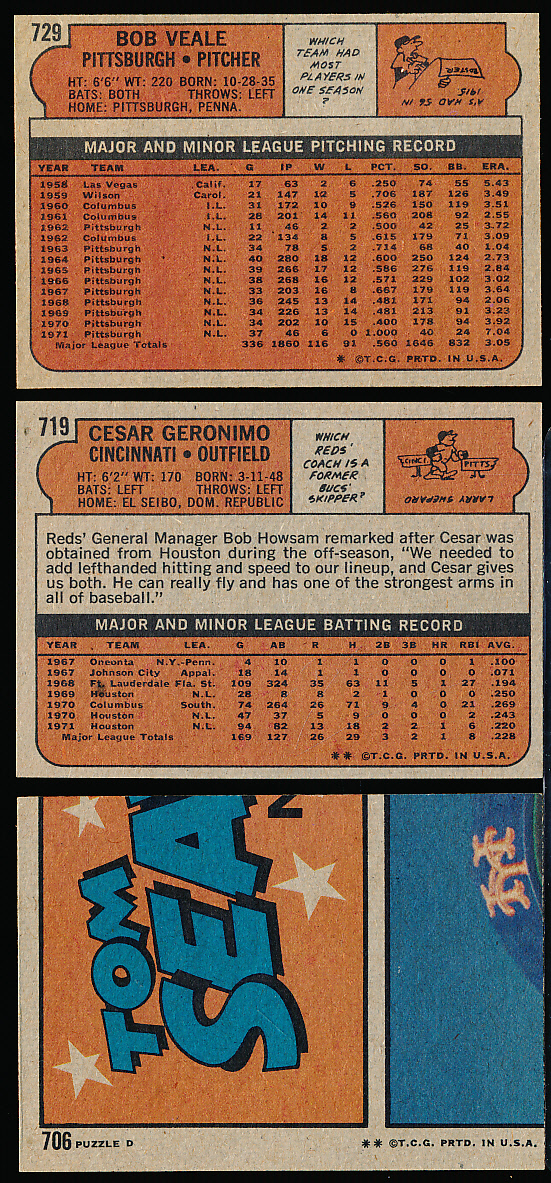 729
BOB VEALE
PITTSBURGH • PITCHER
HT: 6'6" WT: 220 BORN: 10-28-35
BATS: BOTH THROWS: LEFT
HOME: PITTSBURGH, PENNA.
WHICH
TEAM HAD
MOST
PLAYERS IN
ONE SEASON
?
ROSTER
A'S HAD 56 IN
1915
MAJOR AND MINOR LEAGUE PITCHING RECORD
YEAR TEAM LEA. G IP W L PCT. SO. BB. ERA.
1958 Las Vegas Calif. 17 63 2 6 .250 74 55 5.43
1959 Wilson Carol. 21 147 12 5 .706 187 126 3.49
1960 Columbus I.L. 31 172 10 9 .526 150 119 3.51
1961 Columbus I.L. 28 201 14 11 .560 208 92 2.55
1962 Pittsburgh N.L. 11 46 2 2 .500 42 25 3.72
1962 Columbus I.L. 22 134 8 5 .615 179 71 3.09
1963 Pittsburgh N.L. 34 78 5 2 .714 68 40 1.04
1964 Pittsburgh N.L. 40 280 18 12 .600 250 124 2.73
1965 Pittsburgh N.L. 39 266 17 12 .586 276 119 2.84
1966 Pittsburgh N.L. 38 268 16 12 .571 229 102 3.02
1967 Pittsburgh N.L. 33 203 16 8 .667 179 119 3.64
1968 Pittsburgh N.L. 36 245 13 14 .481 171 94 2.06
1969 Pittsburgh N.L. 34 226 13 14 .481 213 91 3.23
1970 Pittsburgh N.L. 34 202 10 15 .400 178 94 3.92
1971 Pittsburgh N.L. 37 46 6 0 1.000 40 24 7.04
Major League Totals 336 1860 116 91 .560 1646 832 3.05
* ©T.C.G. PRTD. IN U.S.A.
719
CESAR GERONIMO
CINCINNATI • OUTFIELD
HT: 6'2" WT: 170 BORN: 3-11-48
BATS: LEFT THROWS: LEFT
HOME: EL SEIBO, DOM. REPUBLIC
WHICH
REDS'
COACH IS A
FORMER
BUCS'
SKIPPER?
CINCI. PITTS.
LARRY SHEPARD
Reds' General Manager Bob Howsam remarked after Cesar was
obtained from Houston during the off-season, "We needed to
add lefthanded hitting and speed to our lineup, and Cesar gives
us both. He can really fly and has one of the strongest arms in
all of baseball."
MAJOR AND MINOR LEAGUE BATTING RECORD
YEAR TEAM LEA. G AB R H 2B 3B HR RBI AVG.
1967 Oneonta N.Y.-Penn. 4 10 1 1 0 0 0 1 .100
1967 Johnson City Appal. 18 14 1 1 0 0 0 0 .071
1968 Ft. Lauderdale Fla. St. 109 324 35 63 11 5 1 27 .194
1969 Houston N.L. 28 8 8 2 1 0 0 0 .250
1970 Columbus South. 74 264 26 71 9 4 0 21 .269
1970 Houston N.L. 47 37 5 9 0 0 0 2 .243
1971 Houston N.L. 94 82 13 18 2 2 1 6 .220
Major League Totals 169 127 26 29 3 2 1 8 .228
** ©T.C.G. PRTD. IN U.S.A.
TOM
SEA
NY
706 PUZZLE D
** ©T.C.G. PRTD. IN U.S.A.